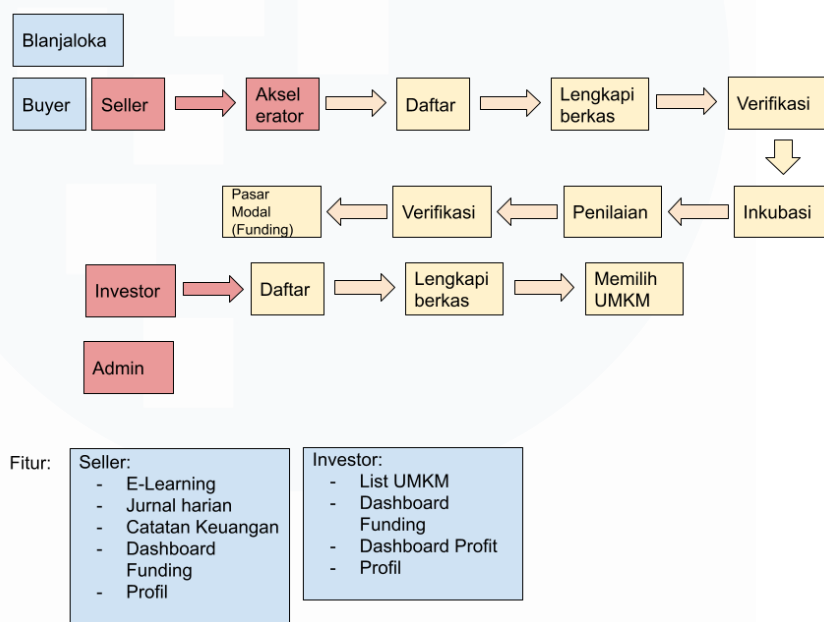 Blanjaloka
Buyer
Seller
Aksel
erator
Daftar
Lengkapi
berkas
Verifikasi
Pasar
Modal
(Funding)
Verifikasi
Penilaian
Inkubasi
Investor
Daftar
Lengkapi
berkas
Memilih
UMKM
Admin
Fitur:
Seller:
- E-Learning
- Jurnal harian
- Catatan Keuangan
- Dashboard
Funding
- Profil
Investor:
- List UMKM
- Dashboard
Funding
- Dashboard Profit
- Profil